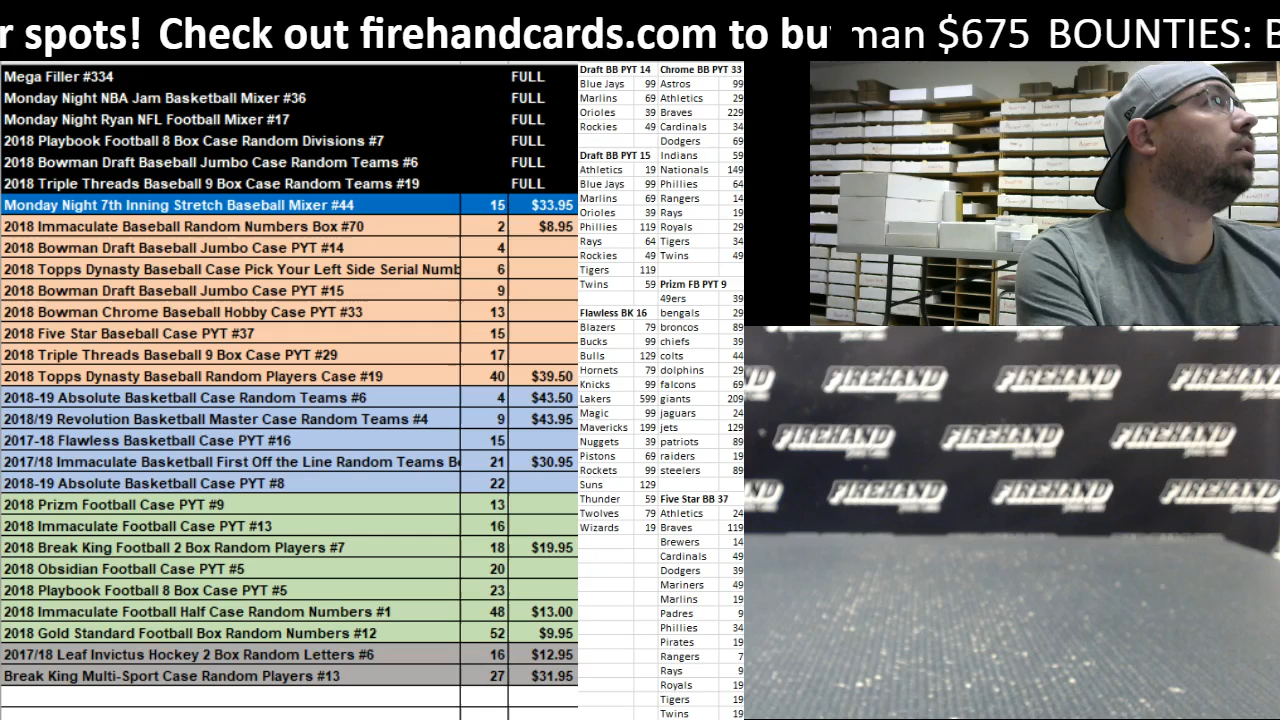 r spots! Check out firehandcards.com to bu man $675 BOUNTIES: B
Mega Filler #334 FULL
Monday Night NBA Jam Basketball Mixer #36 FULL
Monday Night Ryan NFL Football Mixer #17 FULL
2018 Playbook Football 8 Box Case Random Divisions #7 FULL
2018 Bowman Draft Baseball Jumbo Case Random Teams #6 FULL
2018 Triple Threads Baseball 9 Box Case Random Teams #19 FULL
Monday Night 7th Inning Stretch Baseball Mixer #44 15 $33.95
2018 Immaculate Baseball Random Numbers Box #70 2 $8.95
2018 Bowman Draft Baseball Jumbo Case PYT #14 4
2018 Topps Dynasty Baseball Case Pick Your Left Side Serial Numb 6
2018 Bowman Draft Baseball Jumbo Case PYT #15 9
2018 Bowman Chrome Baseball Hobby Case PYT #33 13
2018 Five Star Baseball Case PYT #37 15
2018 Triple Threads Baseball 9 Box Case PYT #29 17
2018 Topps Dynasty Baseball Random Players Case #19 40 $39.50
2018-19 Absolute Basketball Case Random Teams #6 4 $43.50
2018/19 Revolution Basketball Master Case Random Teams #4 9 $43.95
2017-18 Flawless Basketball Case PYT #16 15
2017/18 Immaculate Basketball First Off the Line Random Teams B 21 $30.95
2018-19 Absolute Basketball Case PYT #8 22
2018 Prizm Football Case PYT #9 13
2018 Immaculate Football Case PYT #13 16
2018 Break King Football 2 Box Random Players #7 18 $19.95
2018 Obsidian Football Case PYT #5 20
2018 Playbook Football 8 Box Case PYT #5 23
2018 Immaculate Football Half Case Random Numbers #1 48 $13.00
2018 Gold Standard Football Box Random Numbers #12 52 $9.95
2017/18 Leaf Invictus Hockey 2 Box Random Letters #6 16 $12.95
Break King Multi-Sport Case Random Players #13 27 $31.95
Draft BB PYT 14
Blue Jays 99
Marlins 69
Orioles 39
Rockies 49
Draft BB PYT 15
Athletics 19
Blue Jays 99
Marlins 69
Orioles 39
Phillies 119
Rays 64
Rockies 49
Tigers 119
Twins 59
Flawless BK 16
Blazers 79
Bucks 99
Bulls 129
Hornets 79
Knicks 99
Lakers 599
Magic 99
Mavericks 199
Nuggets 39
Pistons 69
Rockets 99
Suns 129
Thunder 59
Twolves 79
Wizards 19
Chrome BB PYT 33
Astros 99
Athletics 29
Braves 229
Cardinals 34
Dodgers 69
Indians 59
Nationals 149
Phillies 64
Rangers 14
Rays 19
Royals 29
Tigers 34
Twins 49
Prizm FB PYT 9
49ers 39
bengals 29
broncos 89
chiefs 39
colts 44
dolphins 29
falcons 69
giants 209
jaguars 24
jets 129
patriots 89
raiders 19
steelers 89
Five Star BB 37
Athletics 24
Braves 119
Brewers 14
Cardinals 49
Dodgers 39
Mariners 49
Marlins 19
Padres 9
Phillies 34
Pirates 19
Rangers 7
Rays 9
Royals 19
Tigers 19
Twins 19
FIREHAND FIREHAND FIREHAND
FIREHAND FIREHAND FIREHAND
FIREHAND FIREHAND FIREHAND